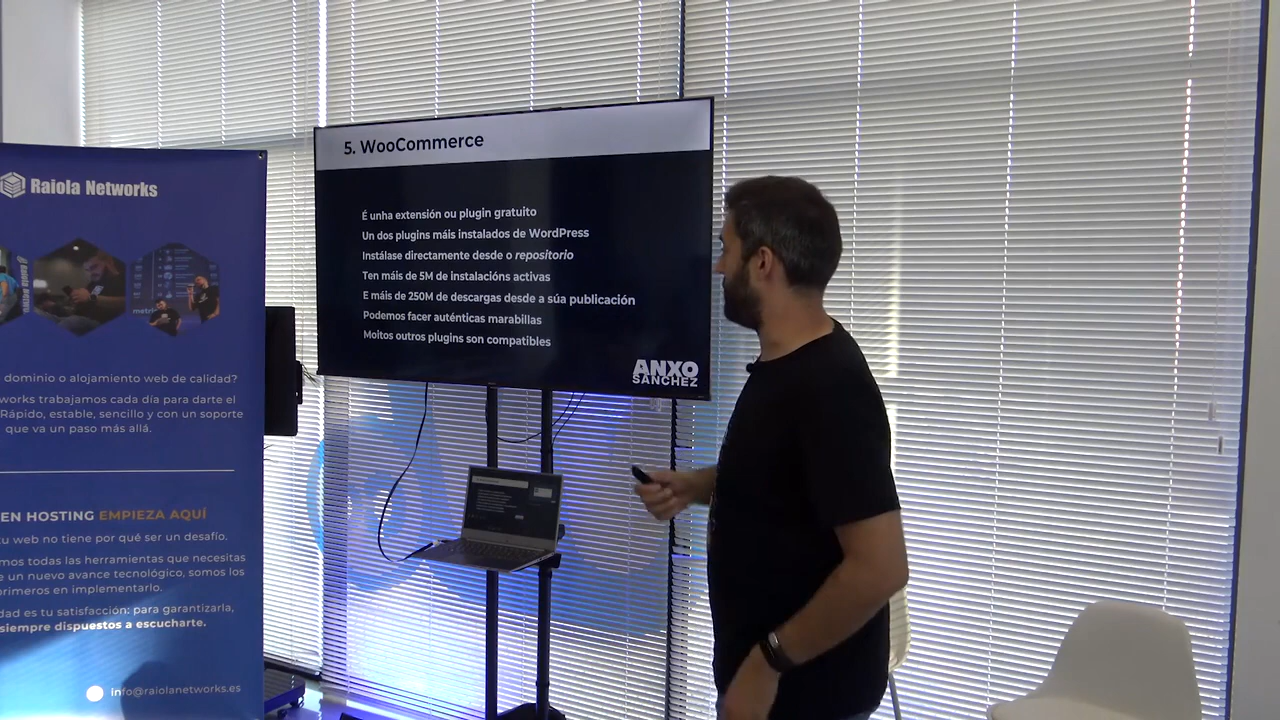 Raiola Networks
dominio o alojamiento web de calidad?
works trabajamos cada día para darte el
Rápido, estable, sencillo y con un soporte
que va un paso más allá.
EN HOSTING EMPIEZA AQUÍ
tu web no tiene por qué ser un desafío.
mos todas las herramientas que necesitas
e un nuevo avance tecnológico, somos los
primeros en implementarlo.
dad es tu satisfacción: para garantizarla,
siempre dispuestos a escucharte.
info@raiolanetworks.es
5. WooCommerce
É unha extensión ou plugin gratuito
Un dos plugins máis instalados de WordPress
Instálase directamente desde o repositorio
Ten máis de 5M de instalacións activas
E máis de 250M de descargas desde a súa publicación
Podemos facer auténticas marabillas
Moitos outros plugins son compatibles
ANXO
SÁNCHEZ